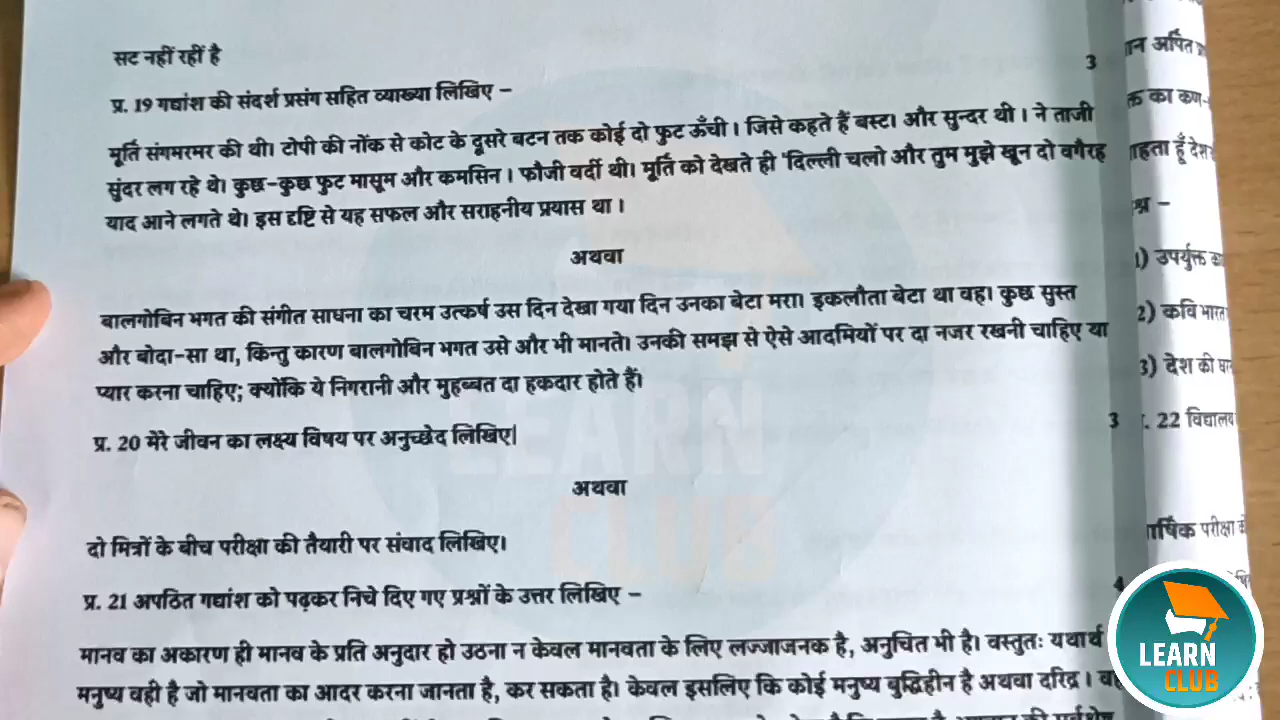 सट नहीं रहीं है
3
प्र. 19 गद्यांश की संदर्श प्रसंग सहित व्याख्या लिखिए –
मूर्ति संगमरमर की थी। टोपी की नोंक से कोट के दूसरे बटन तक कोई दो फुट ऊँची । जिसे कहते हैं बस्ट। और सुन्दर थी । ने ताजी
सुंदर लग रहे थे। कुछ-कुछ फुट मासूम और कमसिन । फौजी वर्दी थी। मूर्ति को देखते ही 'दिल्ली चलो और तुम मुझे खून दो वगैरह
याद आने लगते थे। इस दृष्टि से यह सफल और सराहनीय प्रयास था ।
अथवा
बालगोबिन भगत की संगीत साधना का चरम उत्कर्ष उस दिन देखा गया दिन उनका बेटा मरा। इकलौता बेटा था वह। कुछ सुस्त
और बोदा-सा था, किन्तु कारण बालगोबिन भगत उसे और भी मानते। उनकी समझ से ऐसे आदमियों पर दा नजर रखनी चाहिए या
प्यार करना चाहिए; क्योंकि ये निगरानी और मुहब्बत दा हकदार होते हैं।
प्र. 20 मेरे जीवन का लक्ष्य विषय पर अनुच्छेद लिखिए|
3
अथवा
दो मित्रों के बीच परीक्षा की तैयारी पर संवाद लिखिए।
प्र. 21 अपठित गद्यांश को पढ़कर निचे दिए गए प्रश्नों के उत्तर लिखिए –
4
मानव का अकारण ही मानव के प्रति अनुदार हो उठना न केवल मानवता के लिए लज्जाजनक है, अनुचित भी है। वस्तुतः यथार्थ
मनुष्य वही है जो मानवता का आदर करना जानता है, कर सकता है। केवल इसलिए कि कोई मनुष्य बुद्धिहीन है अथवा दरिद्र ।
अर्पित
का कण-
देश
1) उपर्युक्त
2) कवि
3) देश की
22
परीक्षा
LEARN
CLUB
LEARN
CLUB